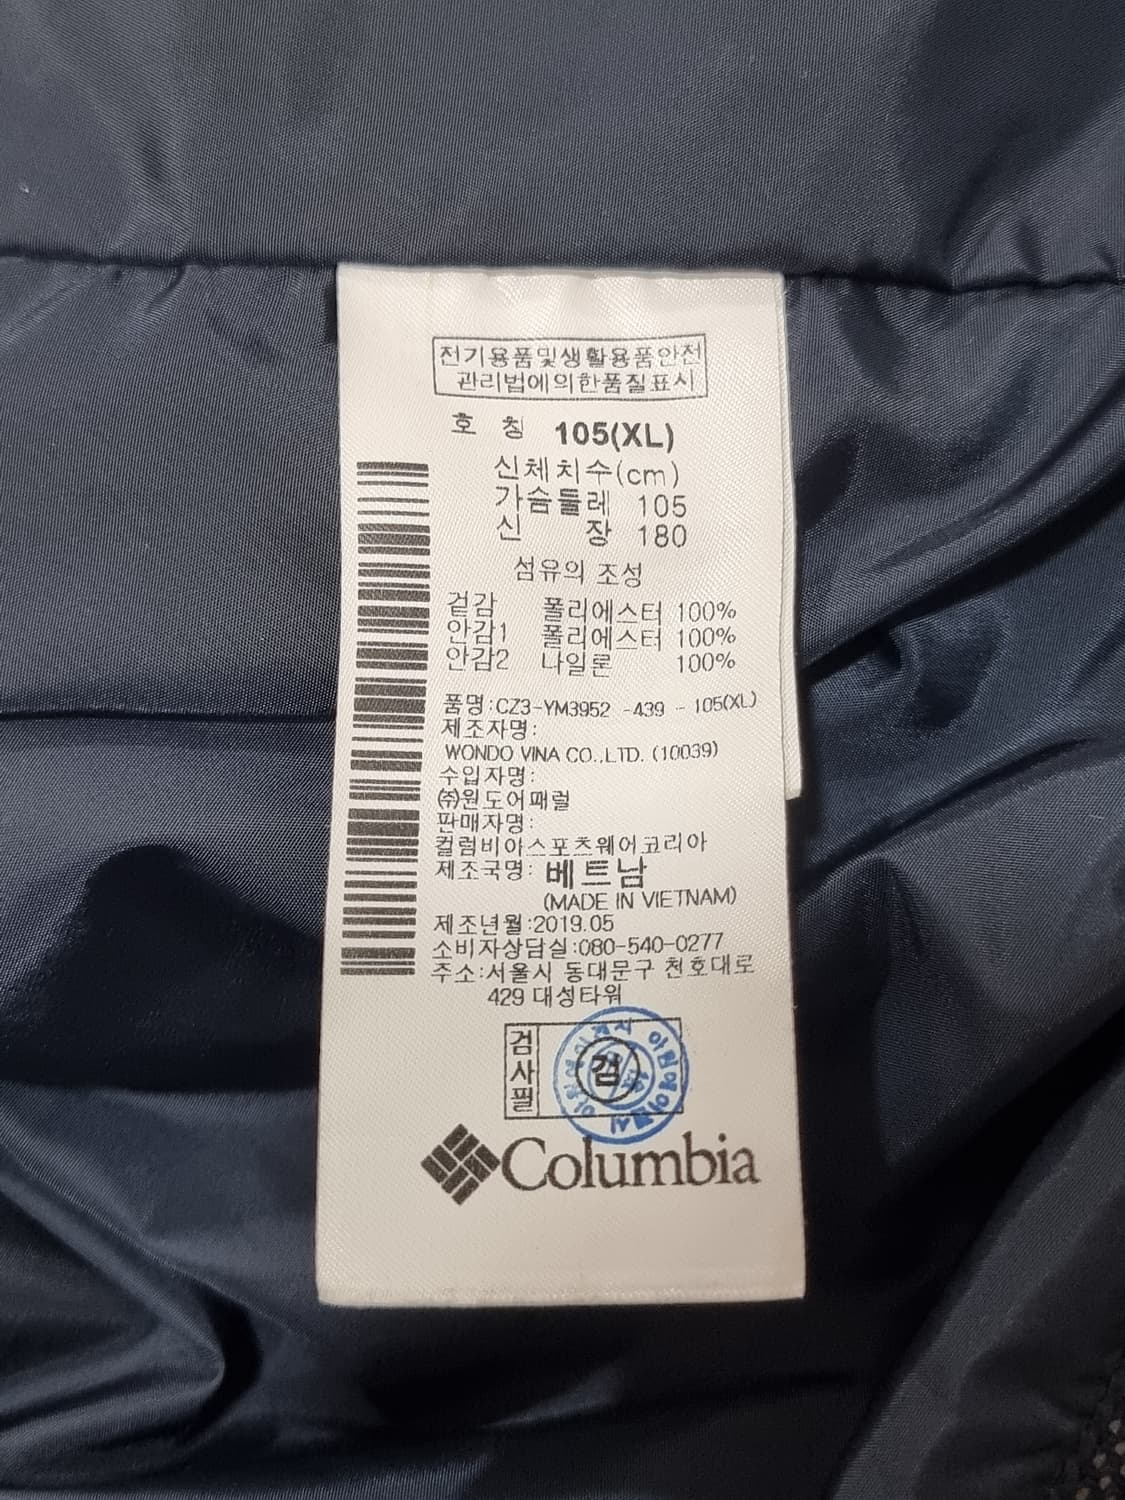 전기용품및생활용품안전
관리법에의한품질표시
호 칭 105(XL)
신체치수(cm)
가슴둘레 105
신 장 180
섬유의 조성
겉감 폴리에스터 100%
안감1 폴리에스터 100%
안감2 나일론 100%
품명:CZ3-YM3952 -439 - 105(XL)
제조자명:
WONDO VINA CO.,LTD. (10039)
수입자명:
㈜원도어패럴
판매자명:
컬럼비아스포츠웨어코리아
제조국명: 베트남
(MADE IN VIETNAM)
제조년월:2019.05
소비자상담실:080-540-0277
주소:서울시 동대문구 천호대로
429 대성타워
검사필
검
Columbia